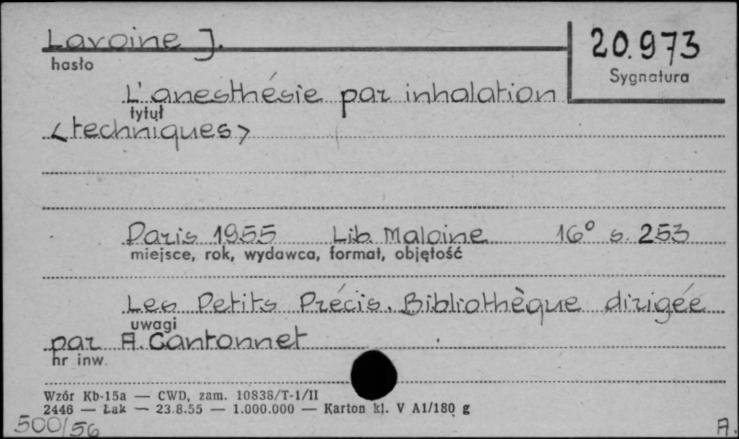 Lavoine J.
hasło
20.973
Sygnatura
L'anesthésie par inhalation
tytuł
<techniques>
Paris 1955 Lib. Maloine 16° s. 253
miejsce, rok, wydawca, format, objętość
Les Petits Précis. Bibliothèque dirigée
uwagi
par A. Cantonnet
nr inw.
Wzór Kb-15a — CWD, zam. 10838/T-1/II
2446 — Łak — 23.8.55 — 1.000.000 — Karton kl. V A1/180 g
500/56
A.